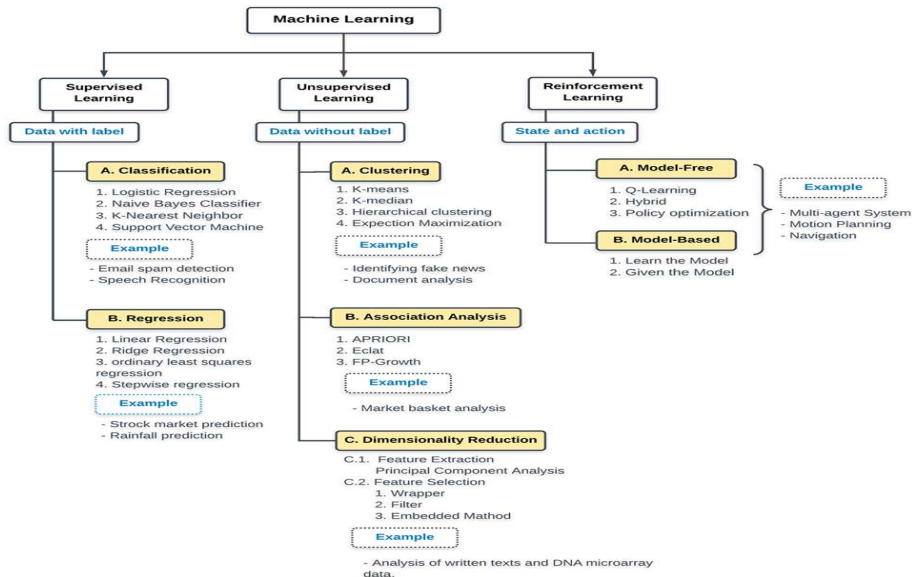 Machine Learning
Supervised
Learning
Data with label
A. Classification
1. Logistic Regression
2. Naive Bayes Classifier
3. K-Nearest Neighbor
4. Support Vector Machine
Example
- Email spam detection
- Speech Recognition
B. Regression
1. Linear Regression
2. Ridge Regression
3. ordinary least squares
regression
4. Stepwise regression
Example
- Strock market prediction
- Rainfall prediction
Unsupervised
Learning
Data without label
A. Clustering
1. K-means
2. K-median
3. Hierarchical clustering
4. Expection Maximization
Example
- Identifying fake news
- Document analysis
B. Association Analysis
1. APRIORI
2. Eclat
3. FP-Growth
Example
- Market basket analysis
C. Dimensionality Reduction
C.1. Feature Extraction
Principal Component Analysis
C.2. Feature Selection
1. Wrapper
2. Filter
3. Embedded Mathod
Example
- Analysis of written texts and DNA microarray
data.
Reinforcement
Learning
State and action
A. Model-Free
1. Q-Learning
2. Hybrid
3. Policy optimization
B. Model-Based
1. Learn the Model
2. Given the Model
Example
- Multi-agent System
- Motion Planning
- Navigation